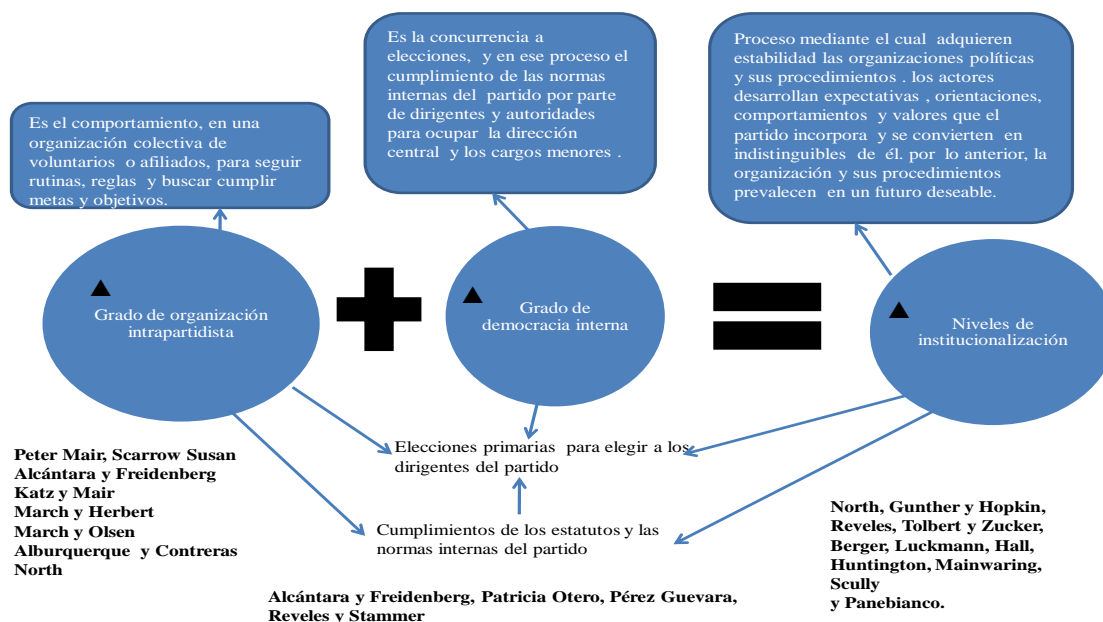 Es la concurrencia a
elecciones, y en ese proceso el
cumplimiento de las normas
internas del partido por parte
de dirigentes y autoridades
para ocupar la dirección
central y los cargos menores .
Proceso mediante el cual adquieren
estabilidad las organizaciones políticas
y sus procedimientos . los actores
desarrollan expectativas , orientaciones,
comportamientos y valores que el
partido incorpora y se convierten en
indistinguibles de él. por lo anterior, la
organización y sus procedimientos
prevalecen en un futuro deseable.
Es el comportamiento, en una
organización colectiva de
voluntarios o afiliados, para seguir
rutinas, reglas y buscar cumplir
metas y objetivos.
Grado de organización
intrapartidista
Grado de
democracia interna
Niveles de
institucionalización
Elecciones primarias para elegir a los
dirigentes del partido
Peter Mair, Scarrow Susan
Alcántara y Freidenberg
Katz y Mair
March y Herbert
March y Olsen
Alburquerque y Contreras
North
Cumplimientos de los estatutos y las
normas internas del partido
North, Gunther y Hopkin,
Reveles, Tolbert y Zucker,
Berger, Luckmann, Hall,
Huntington, Mainwaring,
Scully
y Panebianco.
Alcántara y Freidenberg, Patricia Otero, Pérez Guevara,
Reveles y Stammer